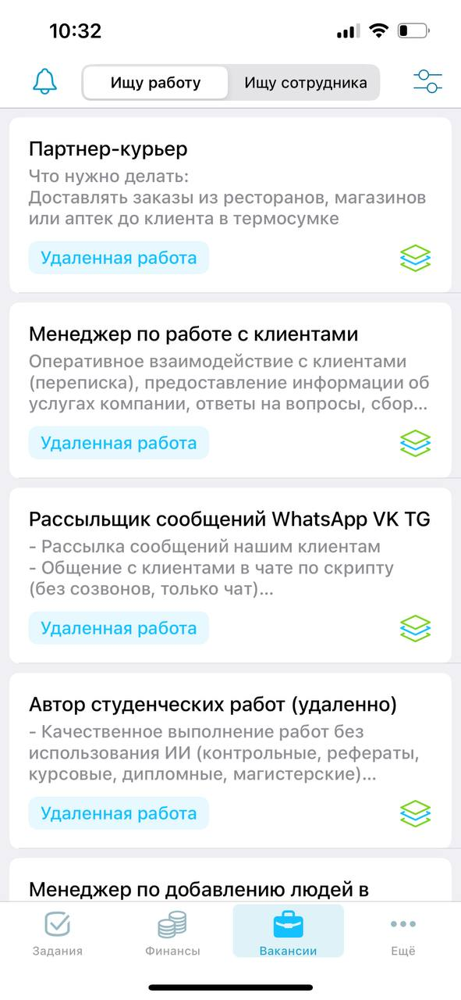 10:32
Ищу работу
Ищу сотрудника
Партнер-курьер
Что нужно делать:
Доставлять заказы из ресторанов, магазинов
или аптек до клиента в термосумке
Удаленная работа
Менеджер по работе с клиентами
Оперативное взаимодействие с клиентами
(переписка), предоставление информации об
услугах компании, ответы на вопросы, сбор...
Удаленная работа
Рассыльщик сообщений WhatsApp VK TG
- Рассылка сообщений нашим клиентам
- Общение с клиентами в чате по скрипту
(без созвонов, только чат)...
Удаленная работа
Автор студенческих работ (удаленно)
- Качественное выполнение работ без
использования ИИ (контрольные, рефераты,
курсовые, дипломные, магистерские)...
Удаленная работа
Менеджер по добавлению людей в
Задания
Финансы
Вакансии
Ещё